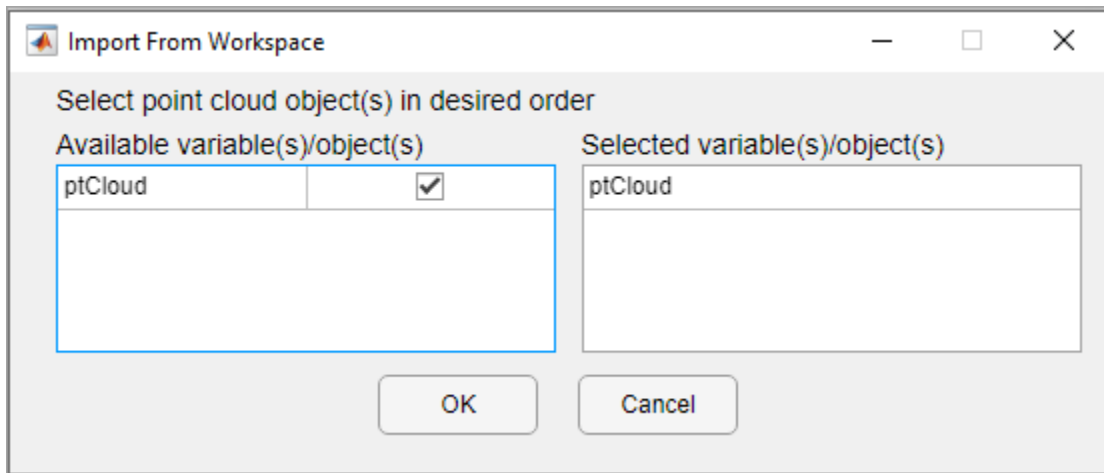 Import From Workspace
Select point cloud object(s) in desired order
Available variable(s)/object(s) Selected variable(s)/object(s)
ptCloud ptCloud
OK Cancel